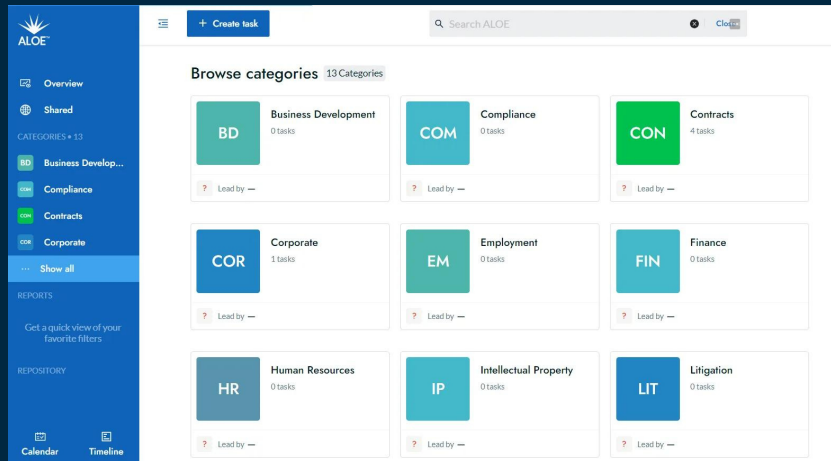 ALOE™
Overview
Shared
CATEGORIES • 13
BD Business Develop...
COM Compliance
CON Contracts
COR Corporate
... Show all
REPORTS
Get a quick view of your
favorite filters
REPOSITORY
Calendar
Timeline
+ Create task
Search ALOE
Browse categories 13 Categories
BD
Business Development
0 tasks
? Lead by —
COM
Compliance
0 tasks
? Lead by —
CON
Contracts
4 tasks
? Lead by —
COR
Corporate
1 tasks
? Lead by —
EM
Employment
0 tasks
? Lead by —
FIN
Finance
0 tasks
? Lead by —
HR
Human Resources
0 tasks
? Lead by —
IP
Intellectual Property
0 tasks
? Lead by —
LIT
Litigation
0 tasks
? Lead by —